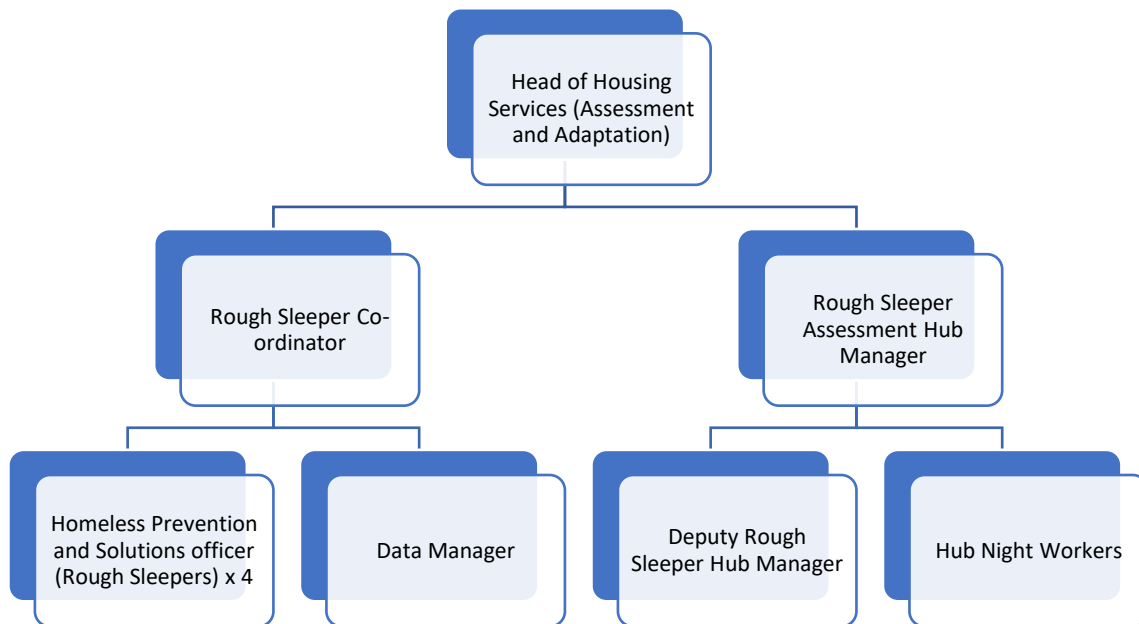 Head of Housing
Services (Assessment
and Adaptation)
Rough Sleeper Co-
ordinator
Rough Sleeper
Assessment Hub
Manager
Homeless Prevention
and Solutions officer
(Rough Sleepers) x 4
Data Manager
Deputy Rough
Sleeper Hub Manager
Hub Night Workers